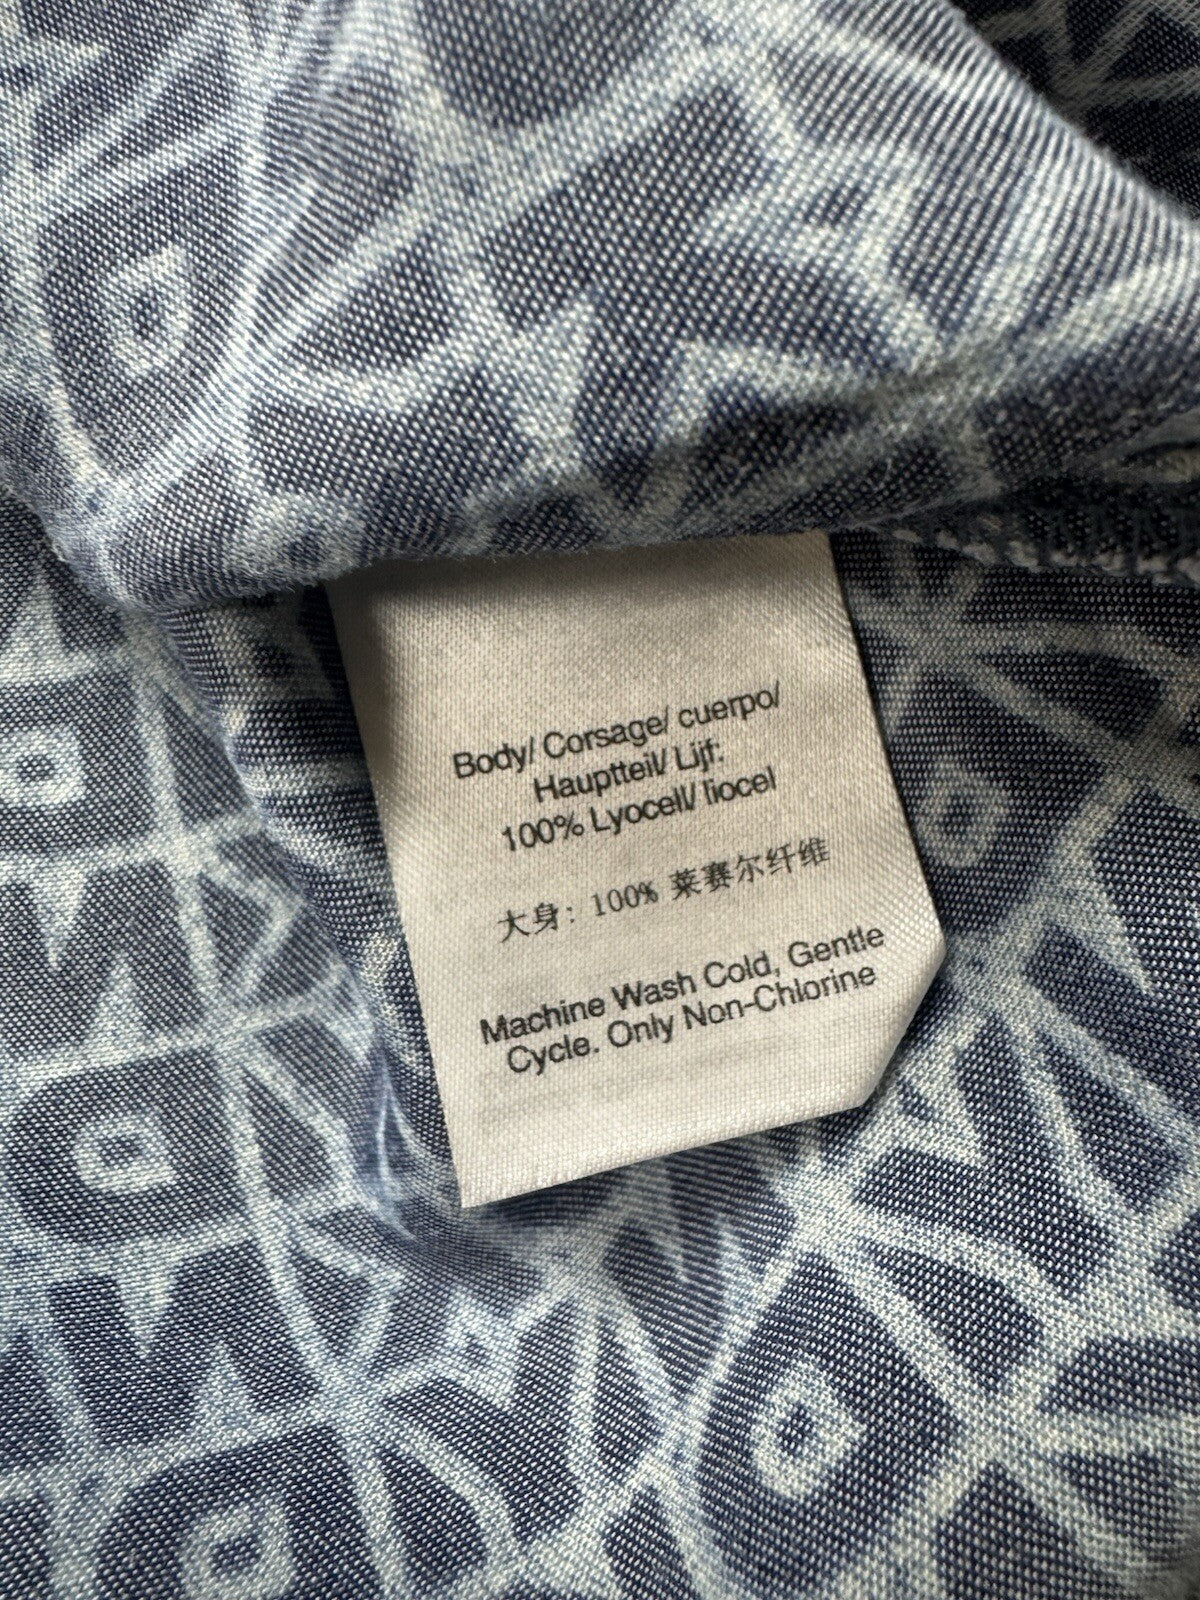 Body/ Corsage/ cuerpo/
Hauptteil/ Lijf:
100% Lyocell/ liocel
大身: 100% 莱赛尔纤维
Machine Wash Cold, Gentle
Cycle. Only Non-Chlorine